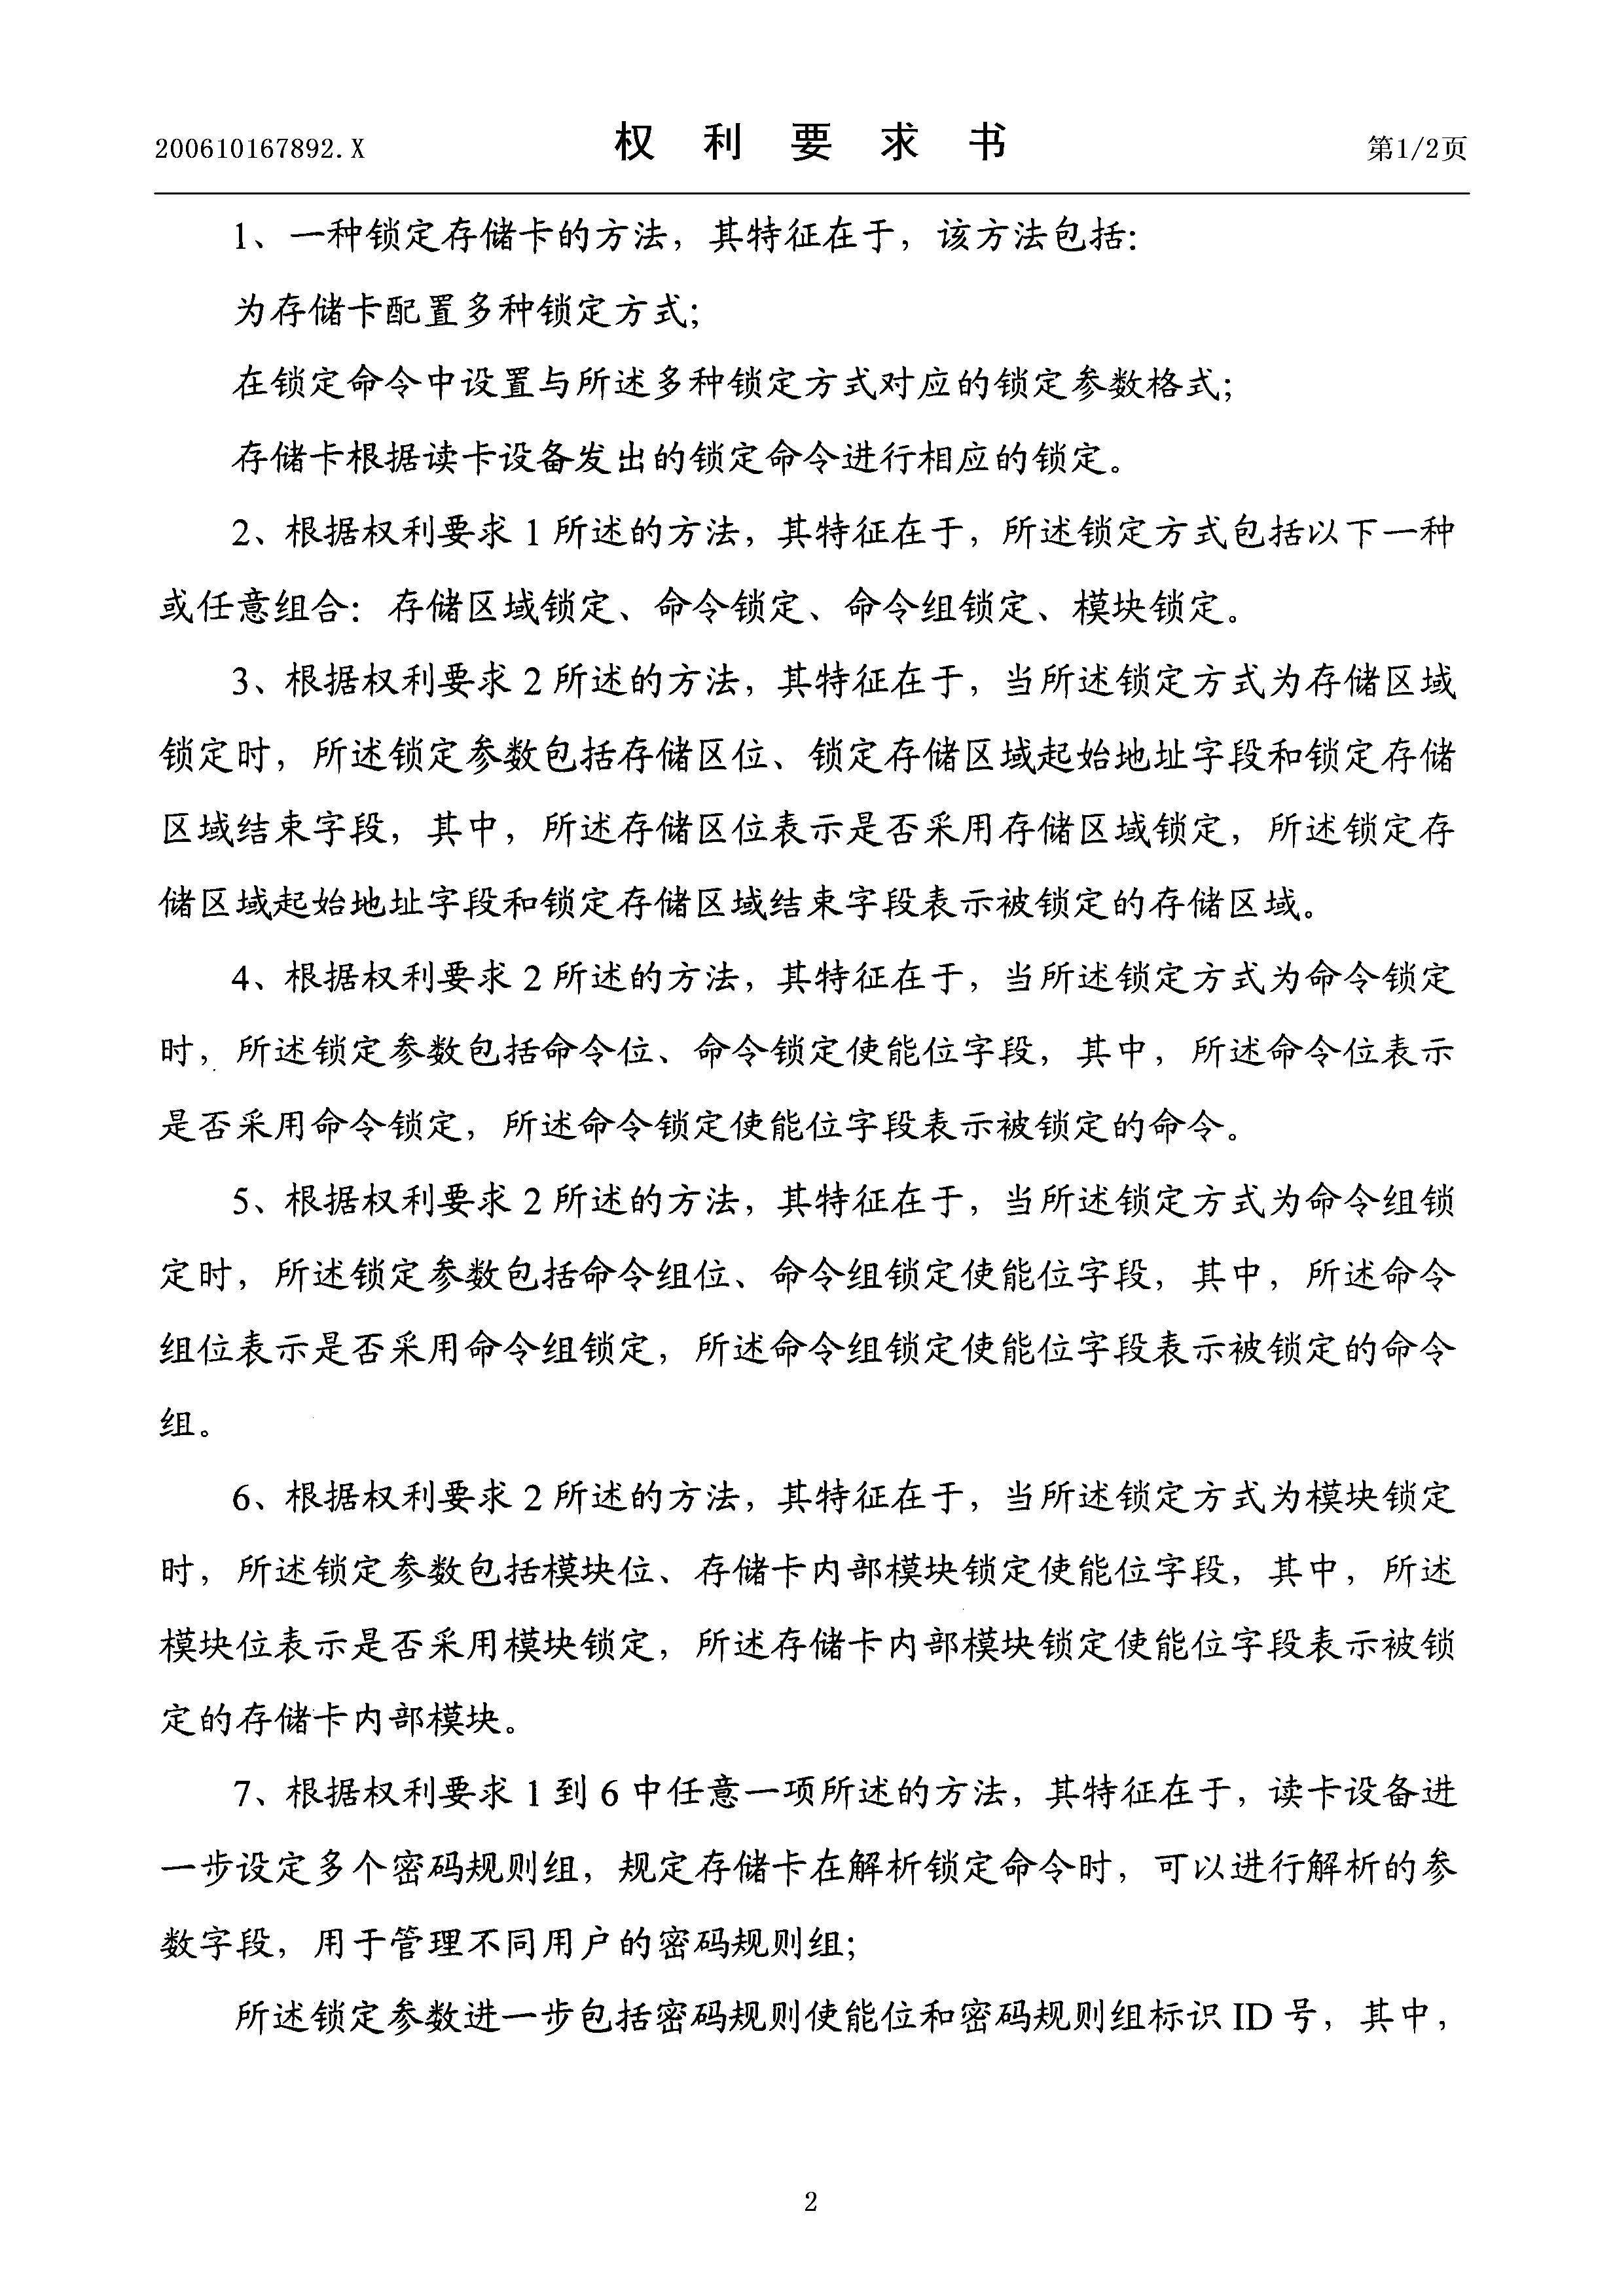 200610167892.X
权利要求书
第1/2页
1、一种锁定存储卡的方法，其特征在于，该方法包括：
为存储卡配置多种锁定方式；
在锁定命令中设置与所述多种锁定方式对应的锁定参数格式；
存储卡根据读卡设备发出的锁定命令进行相应的锁定。
2、根据权利要求 1 所述的方法，其特征在于，所述锁定方式包括以下一种
或任意组合：存储区域锁定、命令锁定、命令组锁定、模块锁定。
3、根据权利要求 2 所述的方法，其特征在于，当所述锁定方式为存储区域
锁定时，所述锁定参数包括存储区位、锁定存储区域起始地址字段和锁定存储
区域结束字段，其中，所述存储区位表示是否采用存储区域锁定，所述锁定存
储区域起始地址字段和锁定存储区域结束字段表示被锁定的存储区域。
4、根据权利要求 2 所述的方法，其特征在于，当所述锁定方式为命令锁定
时，所述锁定参数包括命令位、命令锁定使能位字段，其中，所述命令位表示
是否采用命令锁定，所述命令锁定使能位字段表示被锁定的命令。
5、根据权利要求 2 所述的方法，其特征在于，当所述锁定方式为命令组锁
定时，所述锁定参数包括命令组位、命令组锁定使能位字段，其中，所述命令
组位表示是否采用命令组锁定，所述命令组锁定使能位字段表示被锁定的命令
组。
6、根据权利要求 2 所述的方法，其特征在于，当所述锁定方式为模块锁定
时，所述锁定参数包括模块位、存储卡内部模块锁定使能位字段，其中，所述
模块位表示是否采用模块锁定，所述存储卡内部模块锁定使能位字段表示被锁
定的存储卡内部模块。
7、根据权利要求 1 到 6 中任意一项所述的方法，其特征在于，读卡设备进
一步设定多个密码规则组，规定存储卡在解析锁定命令时，可以进行解析的参
数字段，用于管理不同用户的密码规则组；
所述锁定参数进一步包括密码规则使能位和密码规则组标识 ID 号，其中，
2